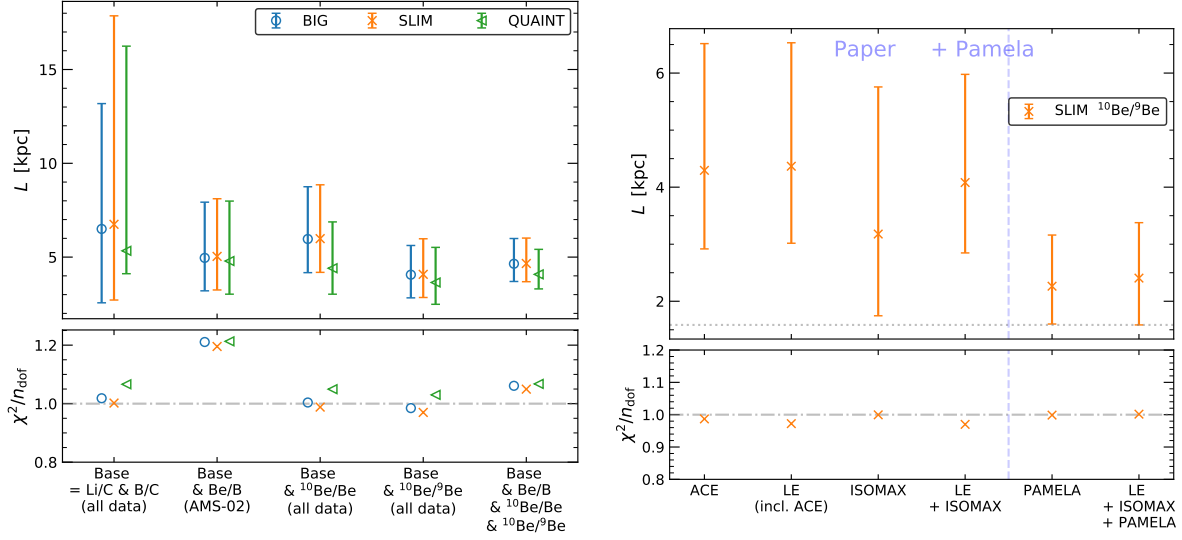 BIG SLIM QUAINT
15
10
5
L [kpc]
1.2
1.0
0.8
χ²/n_dof
Base
= Li/C & B/C
(all data)
Base
& Be/B
(AMS-02)
Base
& ¹⁰Be/Be
(all data)
Base
& ¹⁰Be/⁹Be
(all data)
Base
& Be/B
& ¹⁰Be/Be
& ¹⁰Be/⁹Be
Paper + Pamela
SLIM ¹⁰Be/⁹Be
6
4
2
L [kpc]
1.2
1.1
1.0
0.9
0.8
χ²/n_dof
ACE
LE
(incl. ACE)
ISOMAX
LE
+ ISOMAX
PAMELA
LE
+ ISOMAX
+ PAMELA